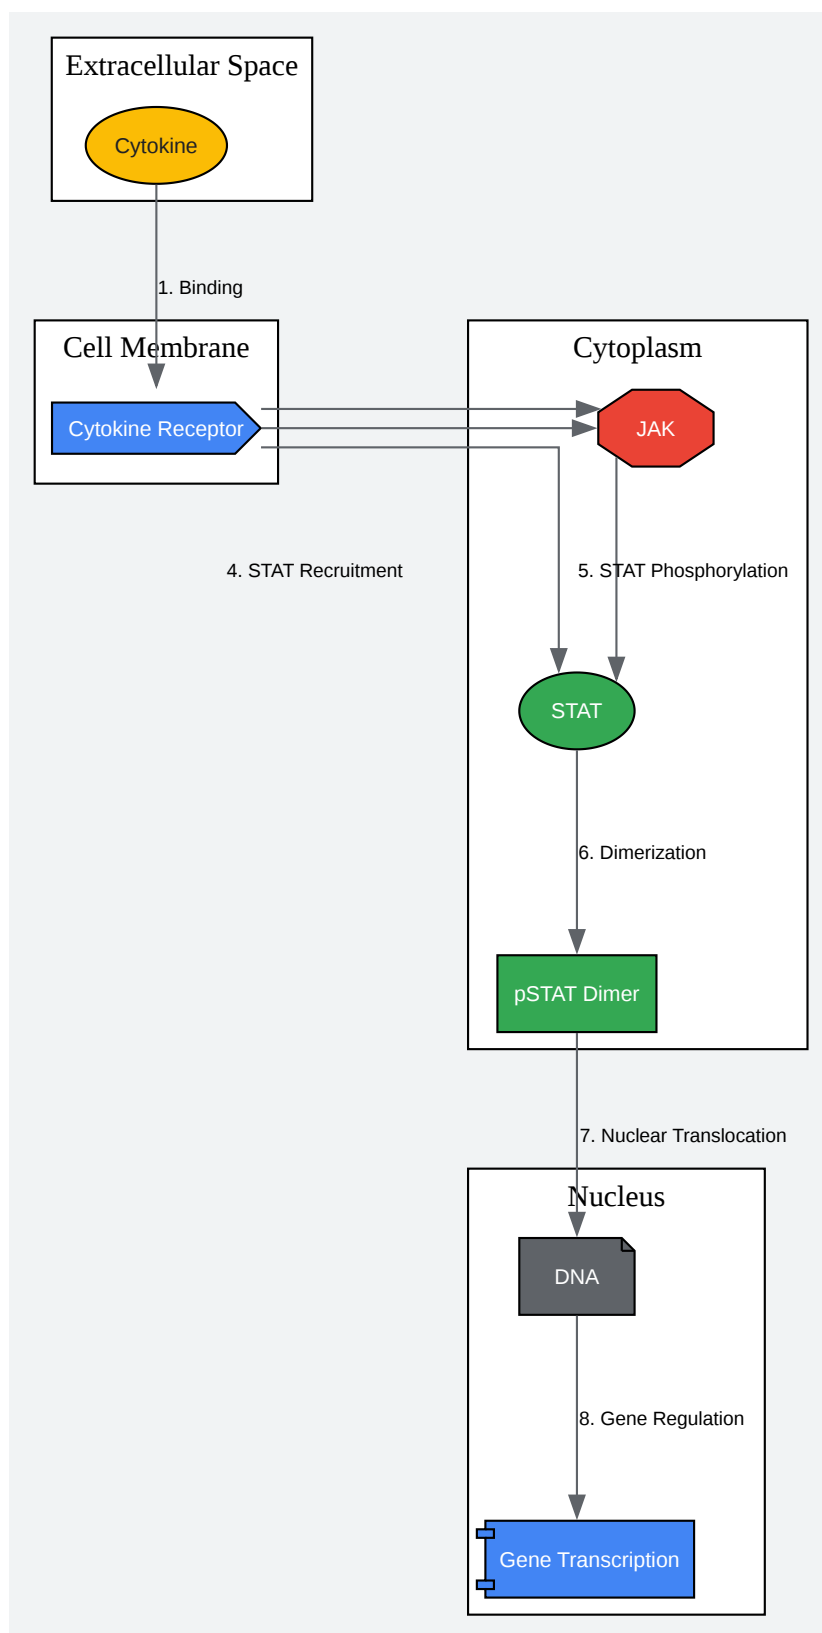 Extracellular Space
Cytokine
1. Binding
Cell Membrane
Cytokine Receptor
Cytoplasm
JAK
4. STAT Recruitment
5. STAT Phosphorylation
STAT
6. Dimerization
pSTAT Dimer
7. Nuclear Translocation
Nucleus
DNA
8. Gene Regulation
Gene Transcription